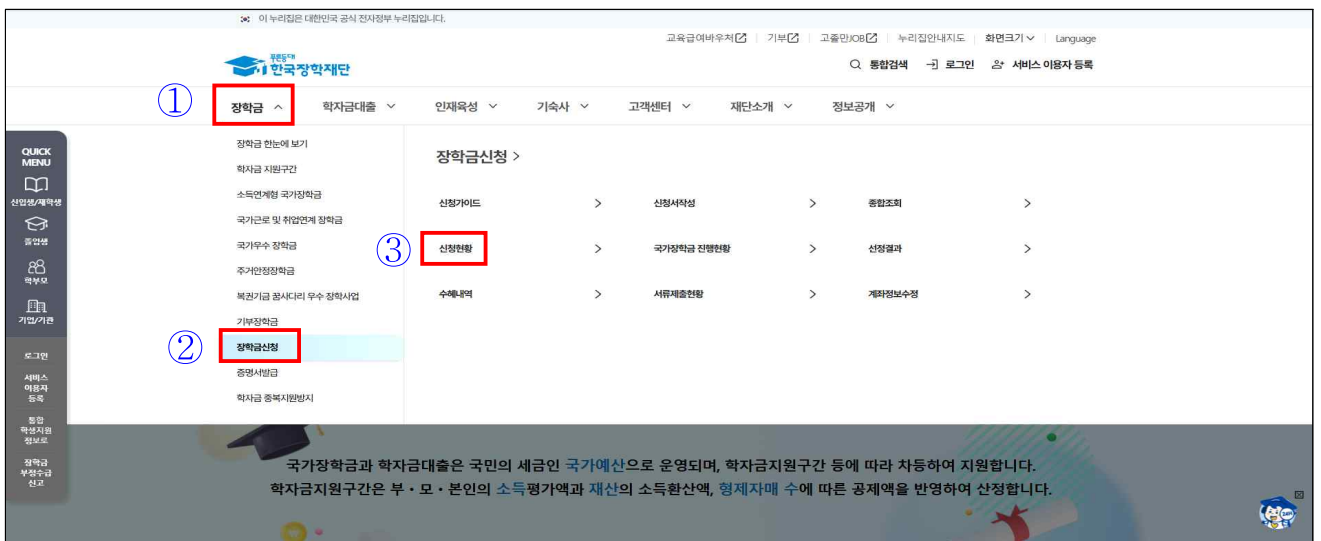 이 누리집은 대한민국 공식 전자정부 누리집입니다.
교육급여바우처 기부 고졸만JOB 누리집안내지도 화면크기 Language
푸른등대
한국장학재단
통합검색 로그인 서비스 이용자 등록
①
장학금 학자금대출 인재육성 기숙사 고객센터 재단소개 정보공개
QUICK
MENU
신입생/재학생
졸업생
학부모
기업/기관
로그인
서비스
이용자
등록
통합
학생지원
정보로
장학금
부정수급
신고
장학금 한눈에 보기
학자금 지원구간
소득연계형 국가장학금
국가근로 및 취업연계 장학금
국가우수 장학금
주거안정장학금
복권기금 꿈사다리 우수 장학사업
기부장학금
② 장학금신청
증명서발급
학자금 중복지원방지
장학금신청 >
신청가이드 > 신청서작성 > 종합조회 >
③ 신청현황 > 국가장학금 진행현황 > 선정결과 >
수혜내역 > 서류제출현황 > 계좌정보수정 >
국가장학금과 학자금대출은 국민의 세금인 국가예산으로 운영되며, 학자금지원구간 등에 따라 차등하여 지원합니다.
학자금지원구간은 부・모・본인의 소득평가액과 재산의 소득환산액, 형제자매 수에 따른 공제액을 반영하여 산정합니다.